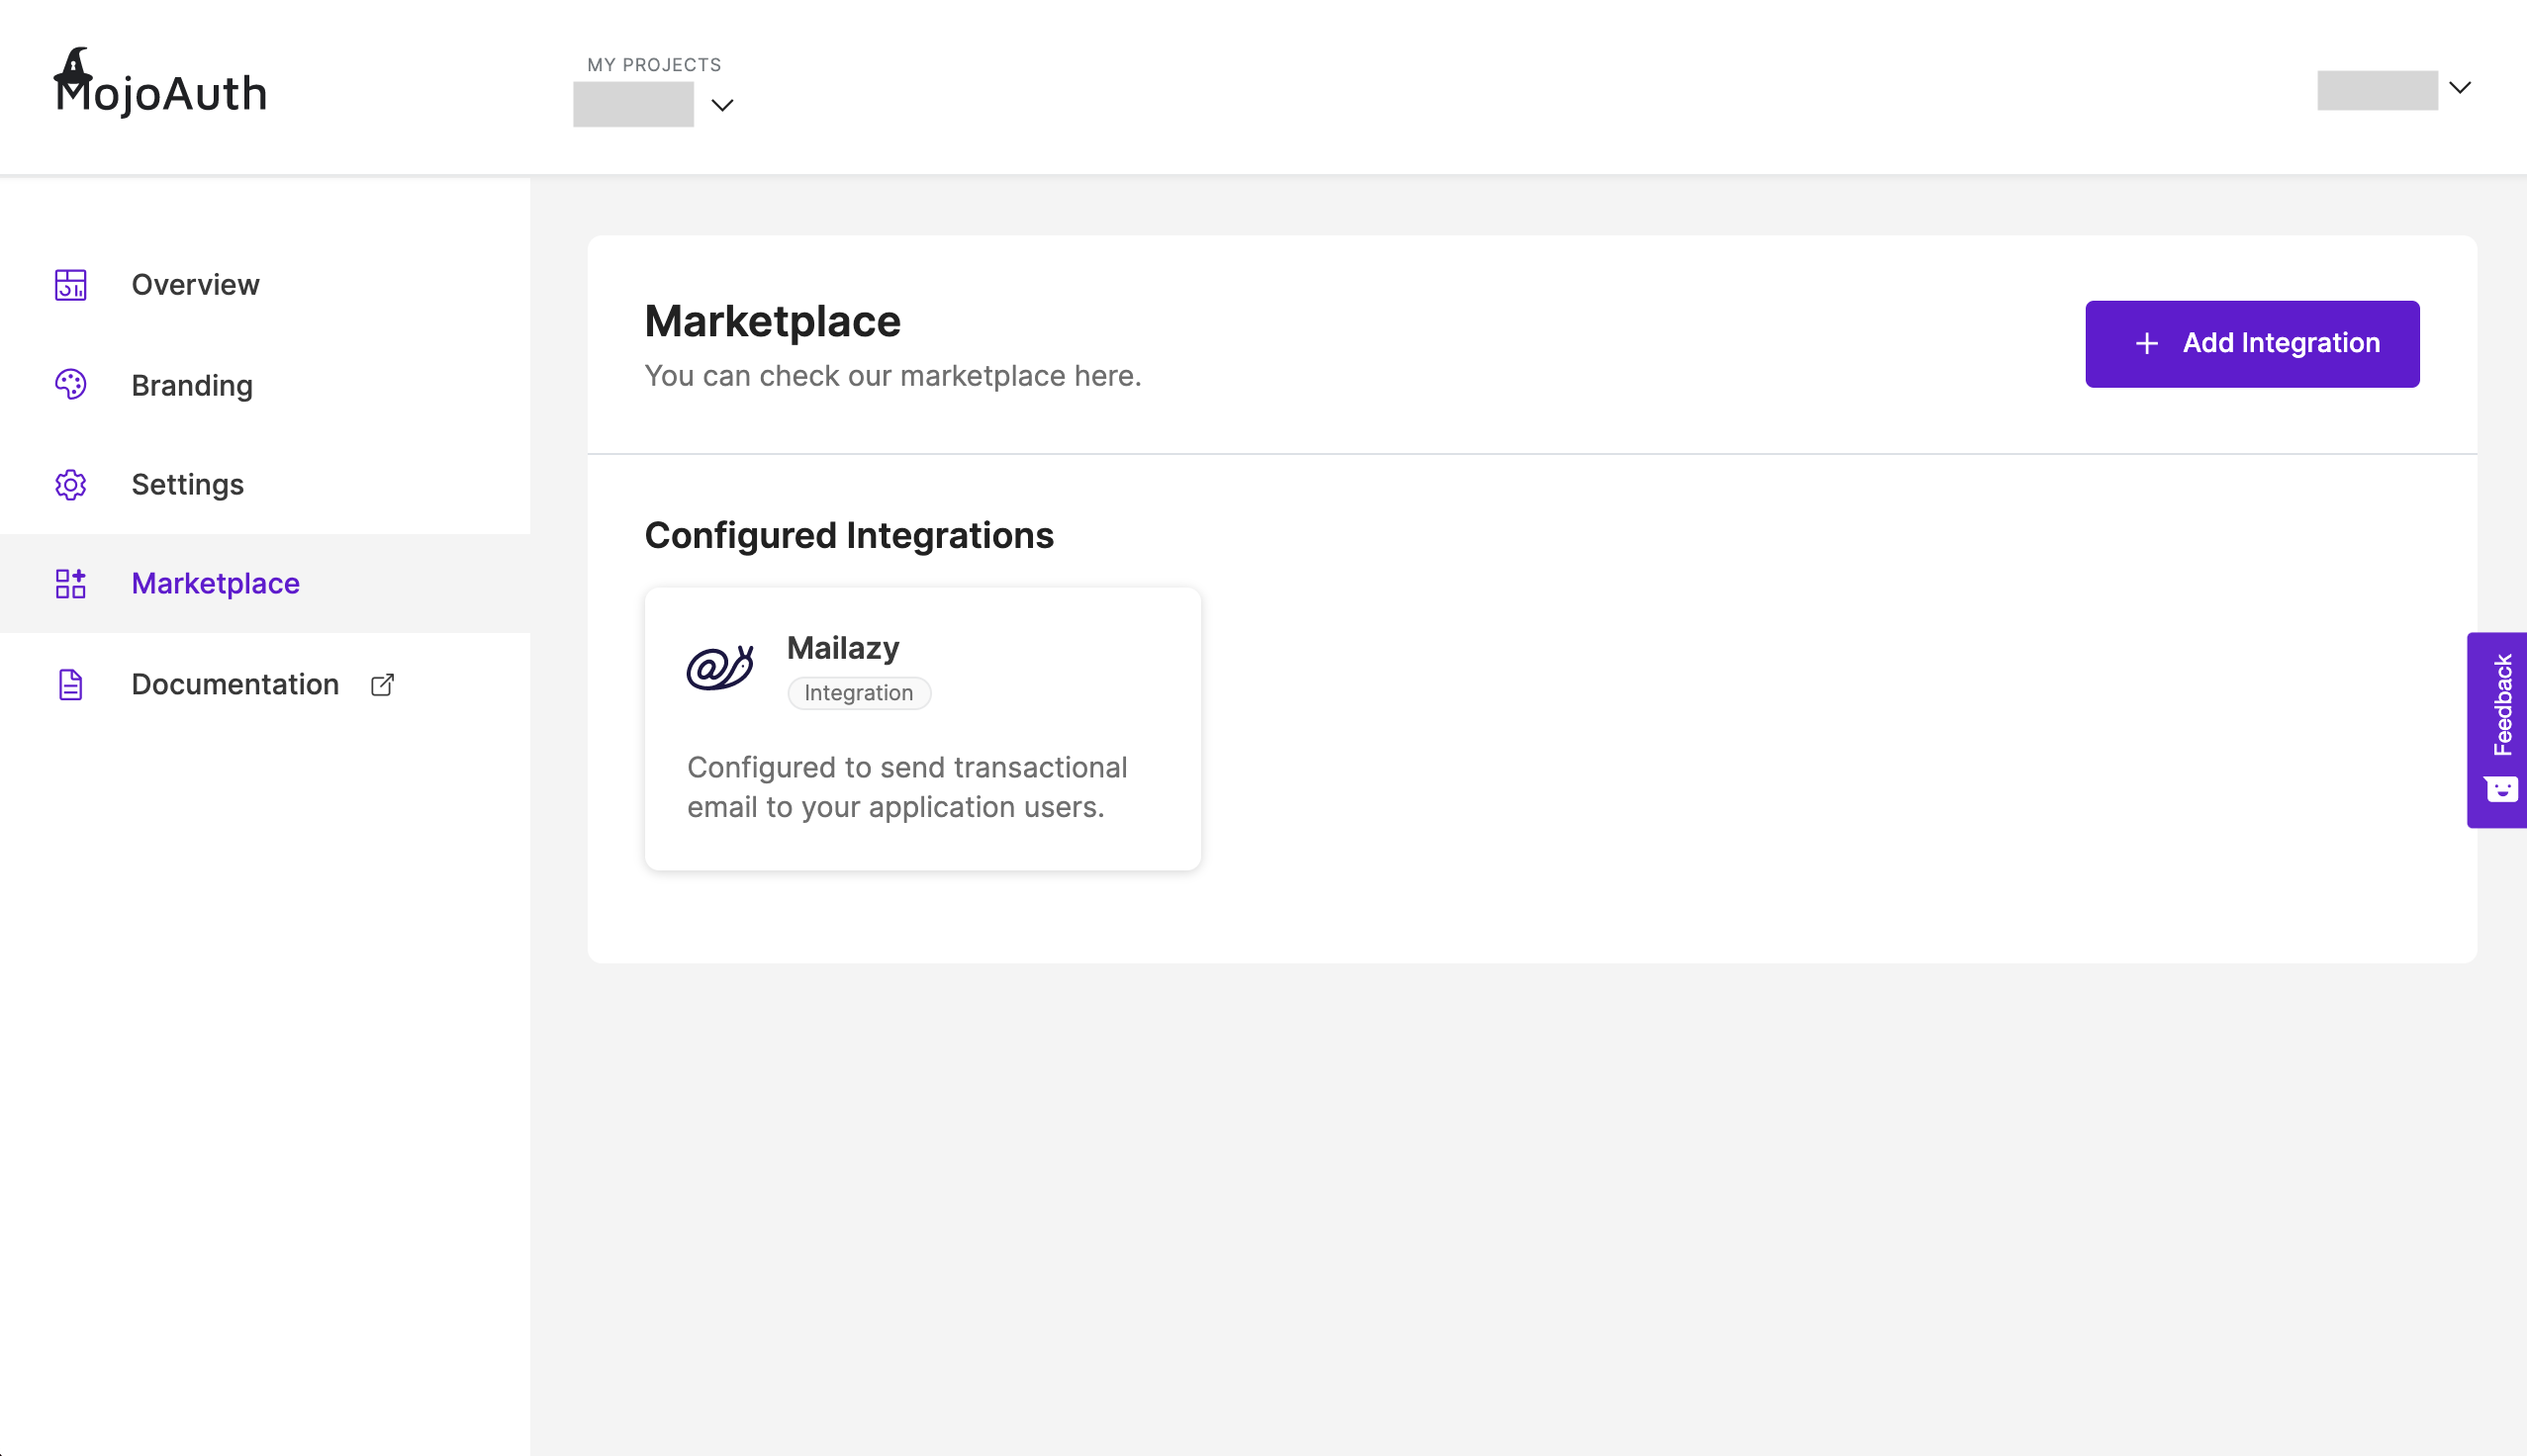 MojoAuth
MY PROJECTS
Overview
Branding
Settings
Marketplace
Documentation
Marketplace
You can check our marketplace here.
Add Integration
Configured Integrations
Mailazy
Integration
Configured to send transactional
email to your application users.
Feedback